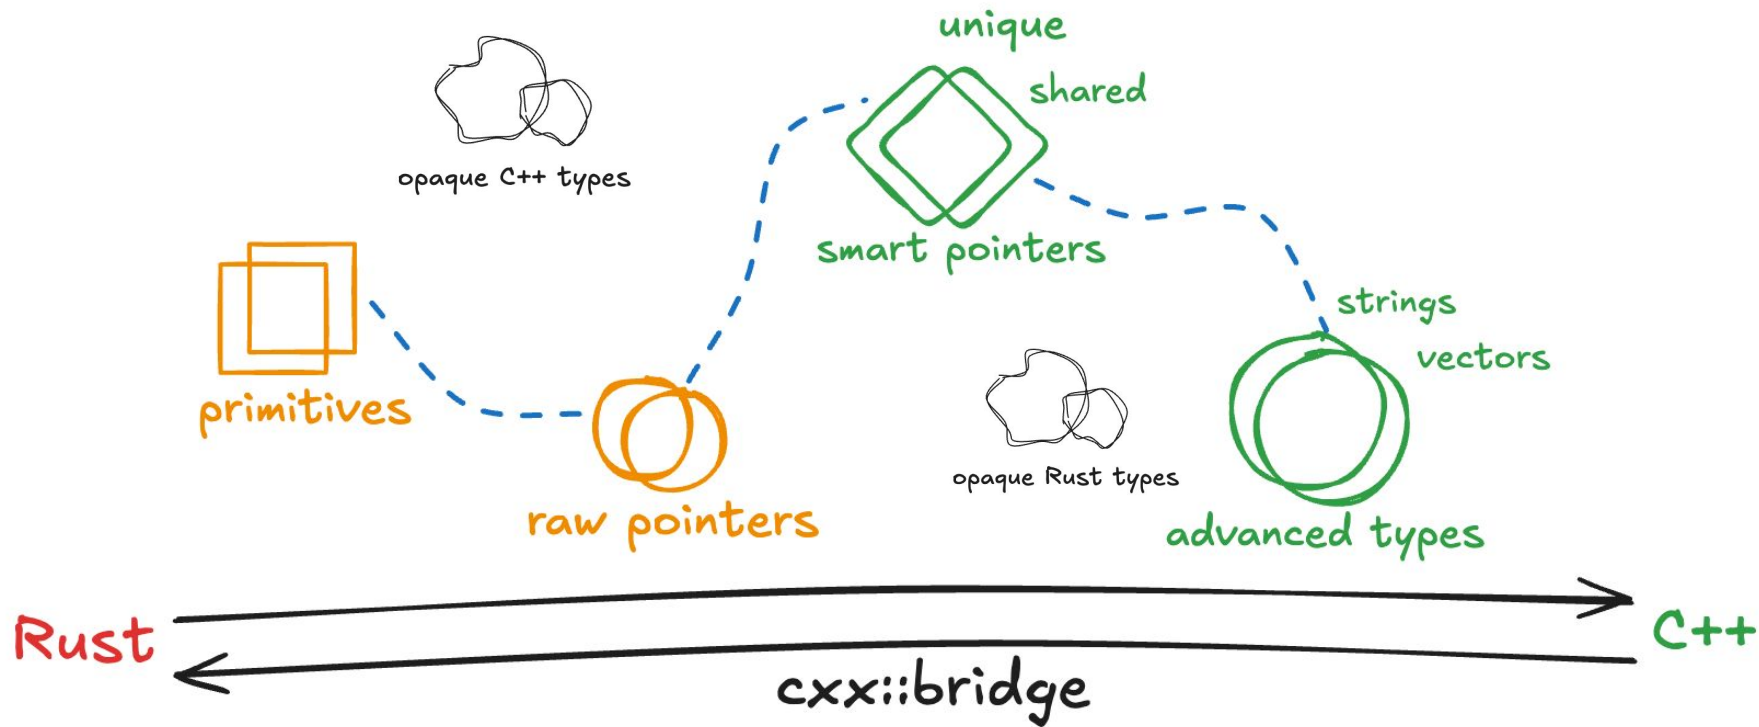 unique
shared
opaque C++ types
smart pointers
strings
vectors
primitives
opaque Rust types
raw pointers
advanced types
Rust
C++
cxx::bridge